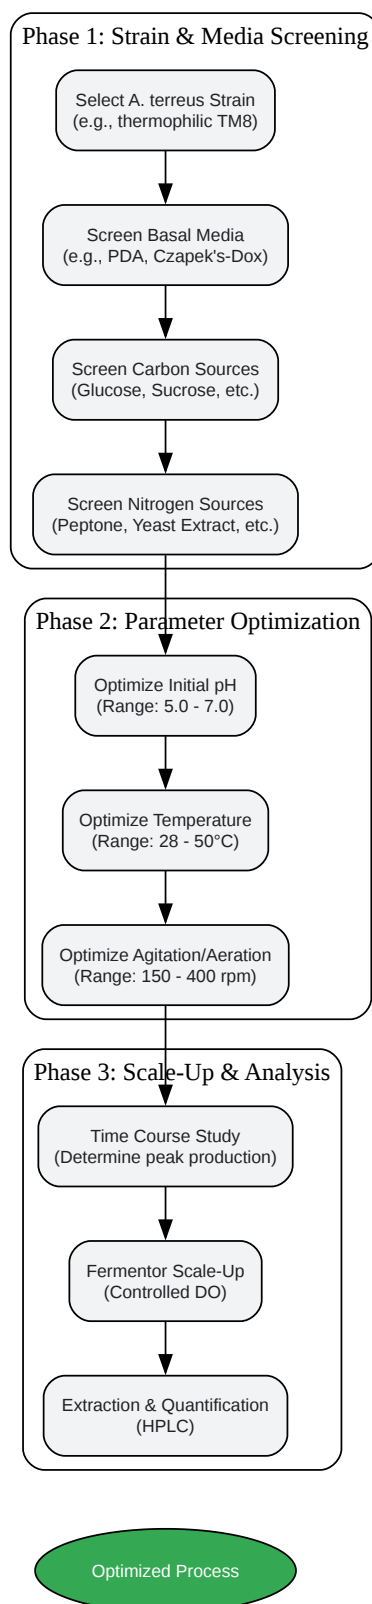 Phase 1: Strain & Media Screening
Select A. terreus Strain
(e.g., thermophilic TM8)
Screen Basal Media
(e.g., PDA, Czapek's-Dox)
Screen Carbon Sources
(Glucose, Sucrose, etc.)
Screen Nitrogen Sources
(Peptone, Yeast Extract, etc.)
Phase 2: Parameter Optimization
Optimize Initial pH
(Range: 5.0 - 7.0)
Optimize Temperature
(Range: 28 - 50°C)
Optimize Agitation/Aeration
(Range: 150 - 400 rpm)
Phase 3: Scale-Up & Analysis
Time Course Study
(Determine peak production)
Fermentor Scale-Up
(Controlled DO)
Extraction & Quantification
(HPLC)
Optimized Process